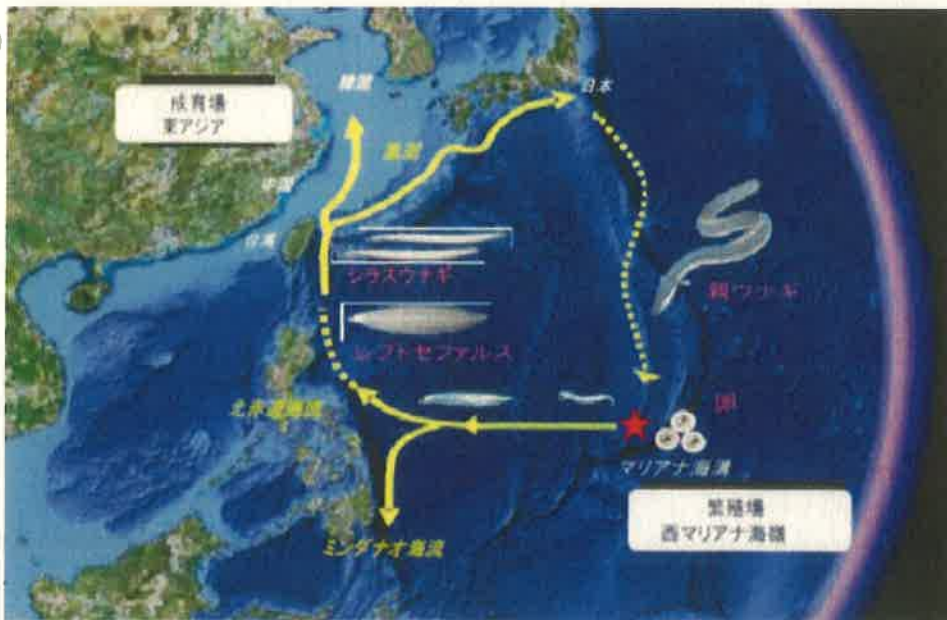 成育場
東アジア
韓国
日本
黒潮
中国
台湾
シラスウナギ
レプトセファルス
親ウナギ
卵
北赤道海流
マリアナ海溝
繁殖場
西マリアナ海嶺
ミンダナオ海流